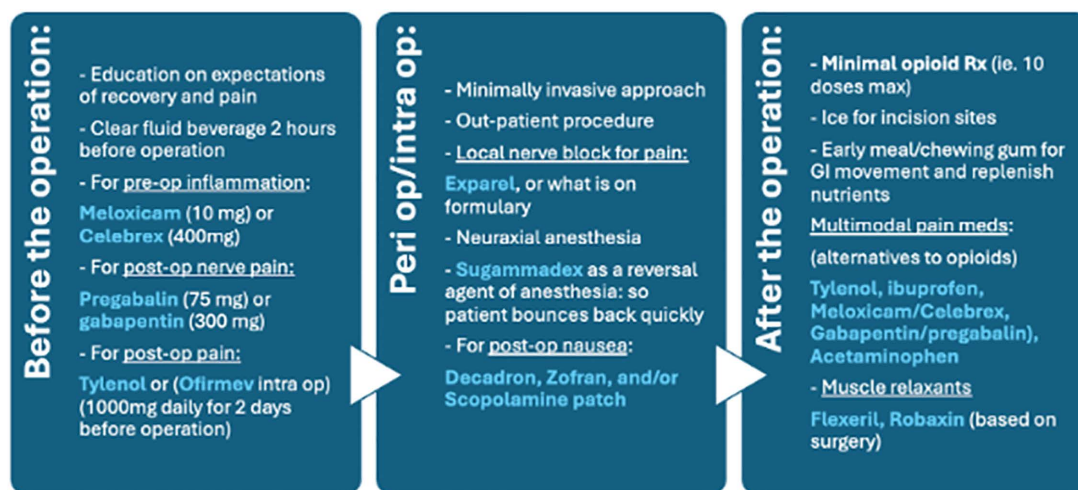 Before the operation:
- Education on expectations
of recovery and pain
- Clear fluid beverage 2 hours
before operation
- For pre-op inflammation:
Meloxicam (10 mg) or
Celebrex (400mg)
- For post-op nerve pain:
Pregabalin (75 mg) or
gabapentin (300 mg)
- For post-op pain:
Tylenol or (Ofirmev intra op)
(1000mg daily for 2 days
before operation)
Peri op/intra op:
- Minimally invasive approach
- Out-patient procedure
- Local nerve block for pain:
Exparel, or what is on
formulary
- Neuraxial anesthesia
- Sugammadex as a reversal
agent of anesthesia: so
patient bounces back quickly
- For post-op nausea:
Decadron, Zofran, and/or
Scopolamine patch
After the operation:
- Minimal opioid Rx (ie. 10
doses max)
- Ice for incision sites
- Early meal/chewing gum for
GI movement and replenish
nutrients
Multimodal pain meds:
(alternatives to opioids)
Tylenol, ibuprofen,
Meloxicam/Celebrex,
Gabapentin/pregabalin),
Acetaminophen
- Muscle relaxants
Flexeril, Robaxin (based on
surgery)